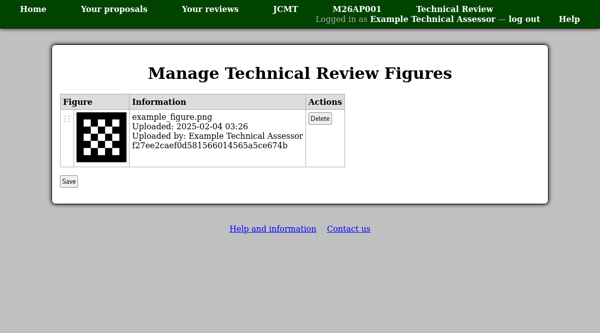 Home Your proposals Your reviews JCMT M26AP001 Technical Review
Logged in as Example Technical Assessor — log out Help
Manage Technical Review Figures
Figure Information Actions
example_figure.png Delete
Uploaded: 2025-02-04 03:26
Uploaded by: Example Technical Assessor
f27ee2caef0d581566014565a5ce674b
Save
Help and information Contact us